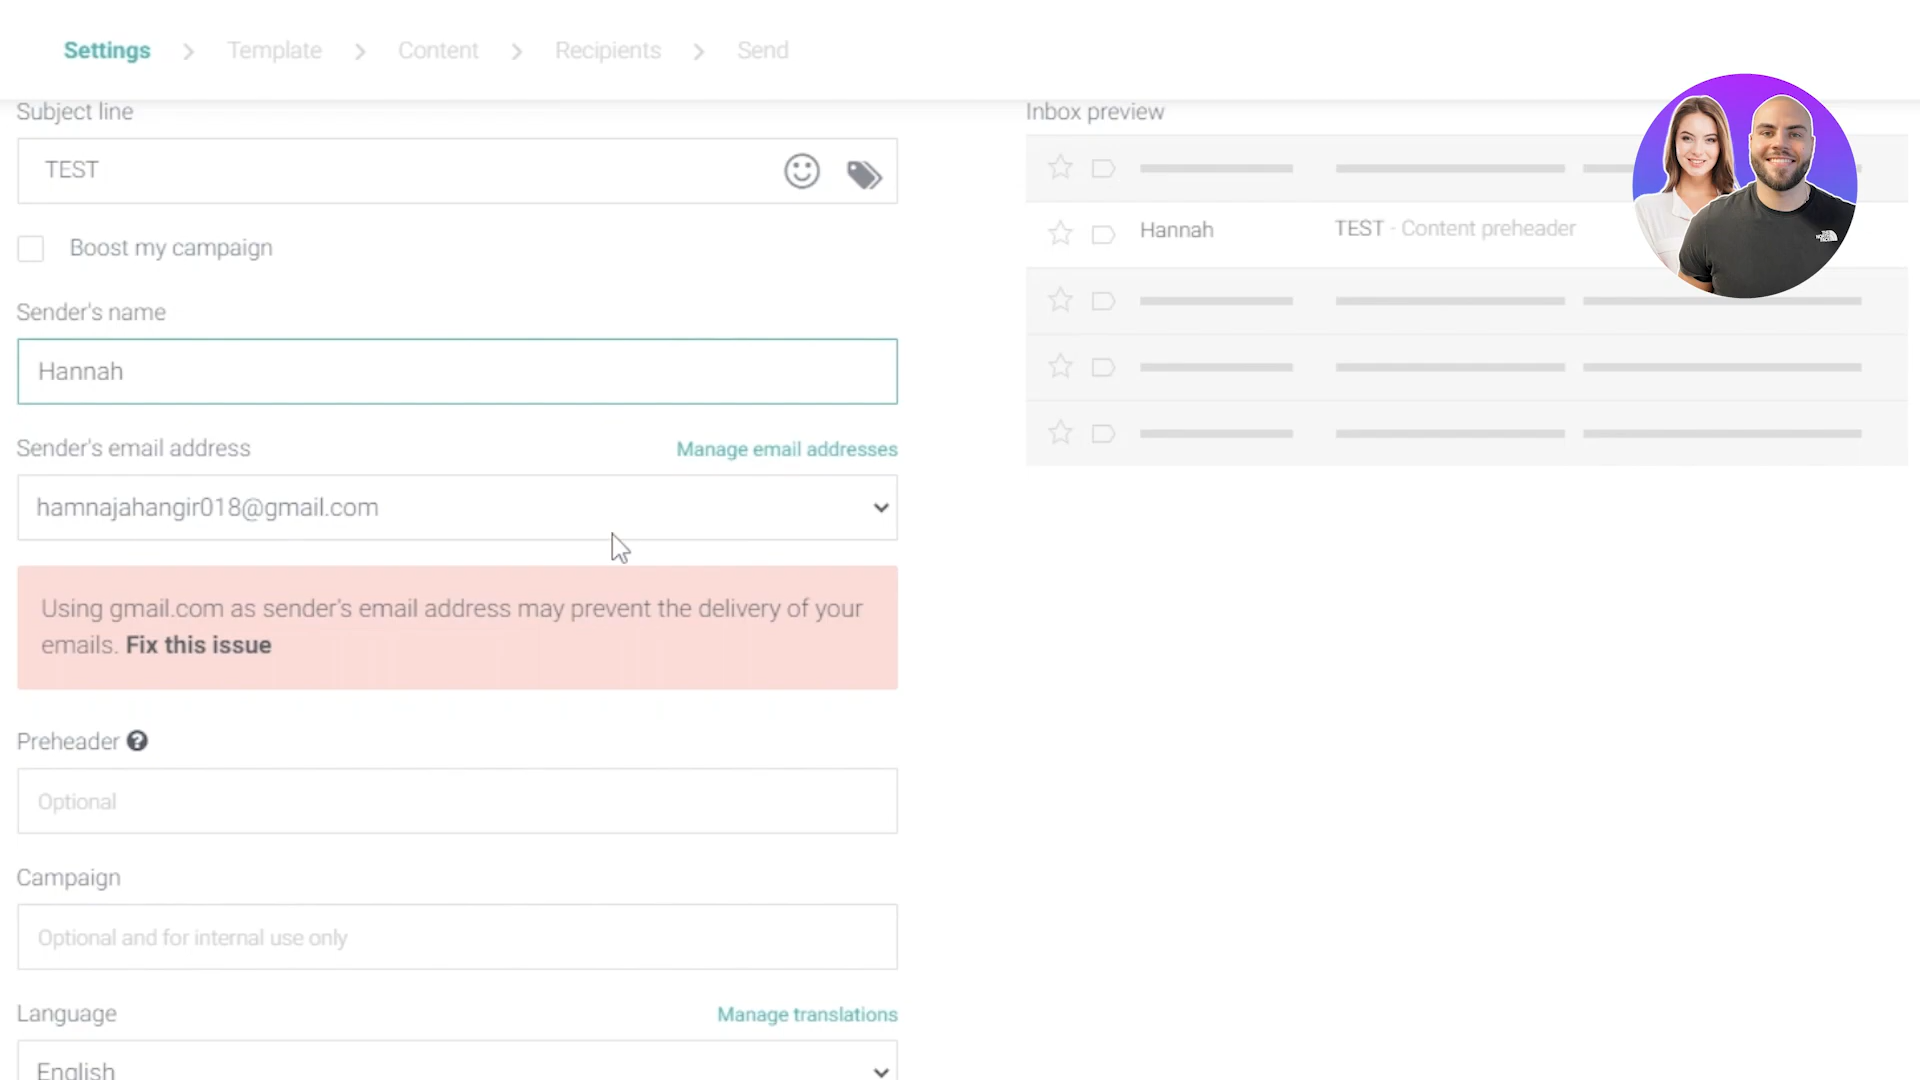 Settings > Template > Content > Recipients > Send
Subject line
TEST
Boost my campaign
Sender's name
Hannah
Sender's email address
Manage email addresses
hamnajahangir018@gmail.com
Using gmail.com as sender's email address may prevent the delivery of your
emails. Fix this issue
Preheader
Optional
Campaign
Optional and for internal use only
Language
Manage translations
English
Inbox preview
Hannah
TEST - Content preheader